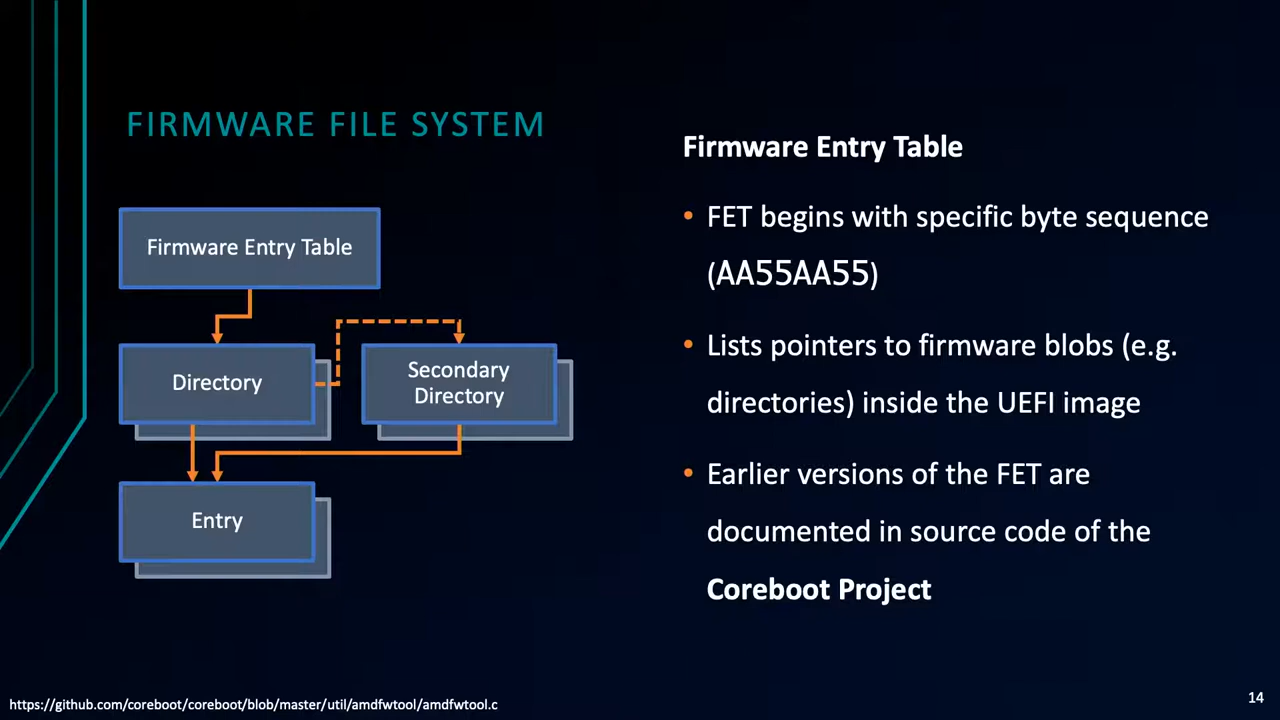 FIRMWARE FILE SYSTEM
Firmware Entry Table
Directory
Secondary
Directory
Entry
Firmware Entry Table
• FET begins with specific byte sequence
(AA55AA55)
• Lists pointers to firmware blobs (e.g.
directories) inside the UEFI image
• Earlier versions of the FET are
documented in source code of the
Coreboot Project
https://github.com/coreboot/coreboot/blob/master/util/amdfwtool/amdfwtool.c
14